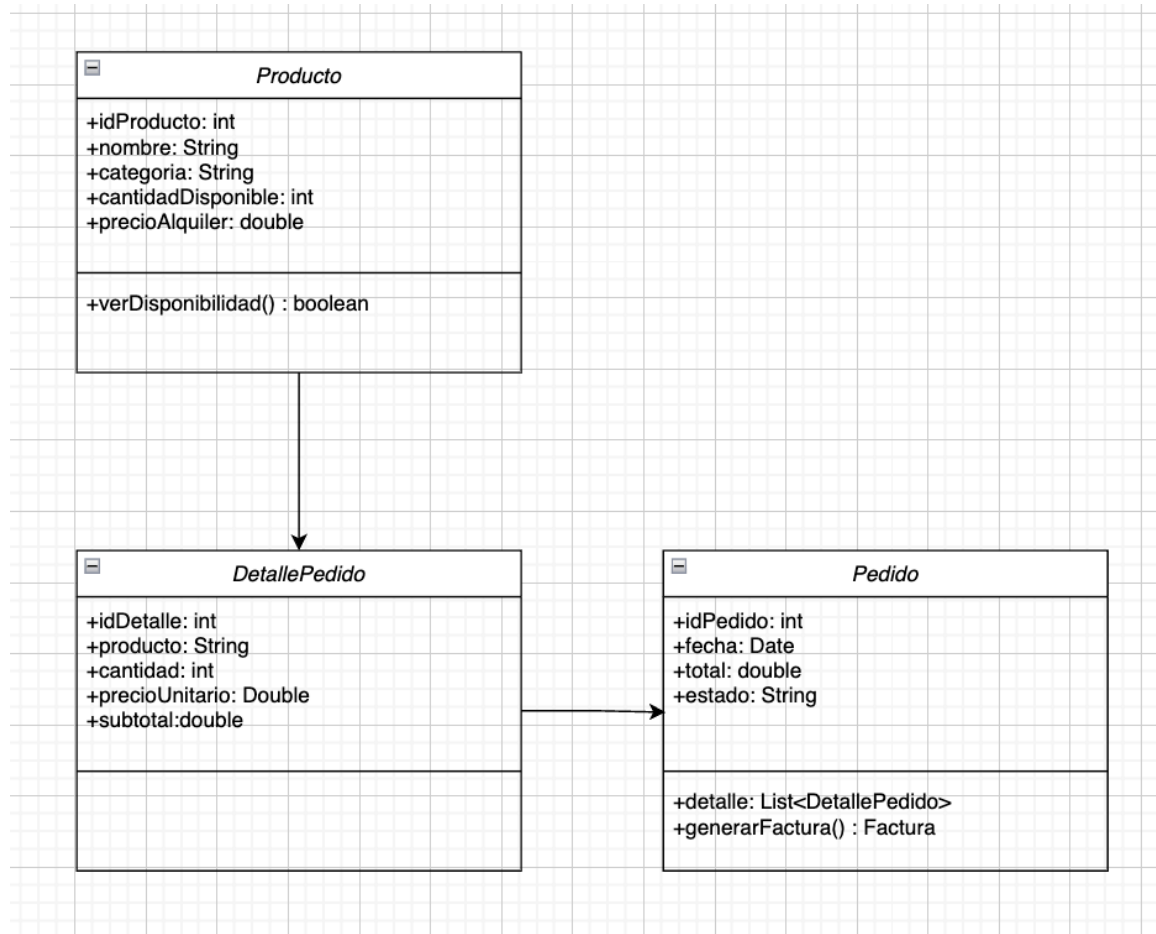 Producto
+idProducto: int
+nombre: String
+categoria: String
+cantidadDisponible: int
+precioAlquiler: double
+verDisponibilidad() : boolean
DetallePedido
+idDetalle: int
+producto: String
+cantidad: int
+precioUnitario: Double
+subtotal:double
Pedido
+idPedido: int
+fecha: Date
+total: double
+estado: String
+detalle: List<DetallePedido>
+generarFactura() : Factura